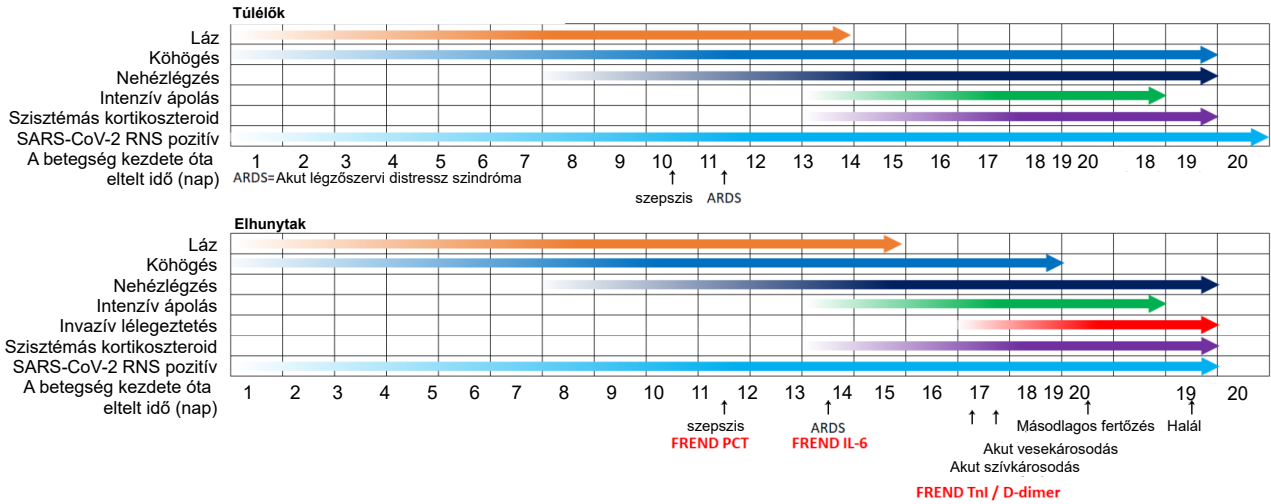 Túlélők
Láz
Köhögés
Nehézlégzés
Intenzív ápolás
Szisztémás kortikoszteroid
SARS-CoV-2 RNS pozitív
A betegség kezdete óta eltelt idő (nap)
1 2 3 4 5 6 7 8 9 10 11 12 13 14 15 16 17 18 19 20 18 19 20
ARDS=Akut légzőszervi distressz szindróma
szepszis ARDS
Elhunytak
Láz
Köhögés
Nehézlégzés
Intenzív ápolás
Invazív lélegeztetés
Szisztémás kortikoszteroid
SARS-CoV-2 RNS pozitív
A betegség kezdete óta
eltelt idő (nap)
1 2 3 4 5 6 7 8 9 10 11 12 13 14 15 16 17 18 19 20 19 20
szepszis ARDS Másodlagos fertőzés Halál
FREND PCT FREND IL-6
Akut vesekárosodás
Akut szívkárosodás
FREND TnI / D-dimer